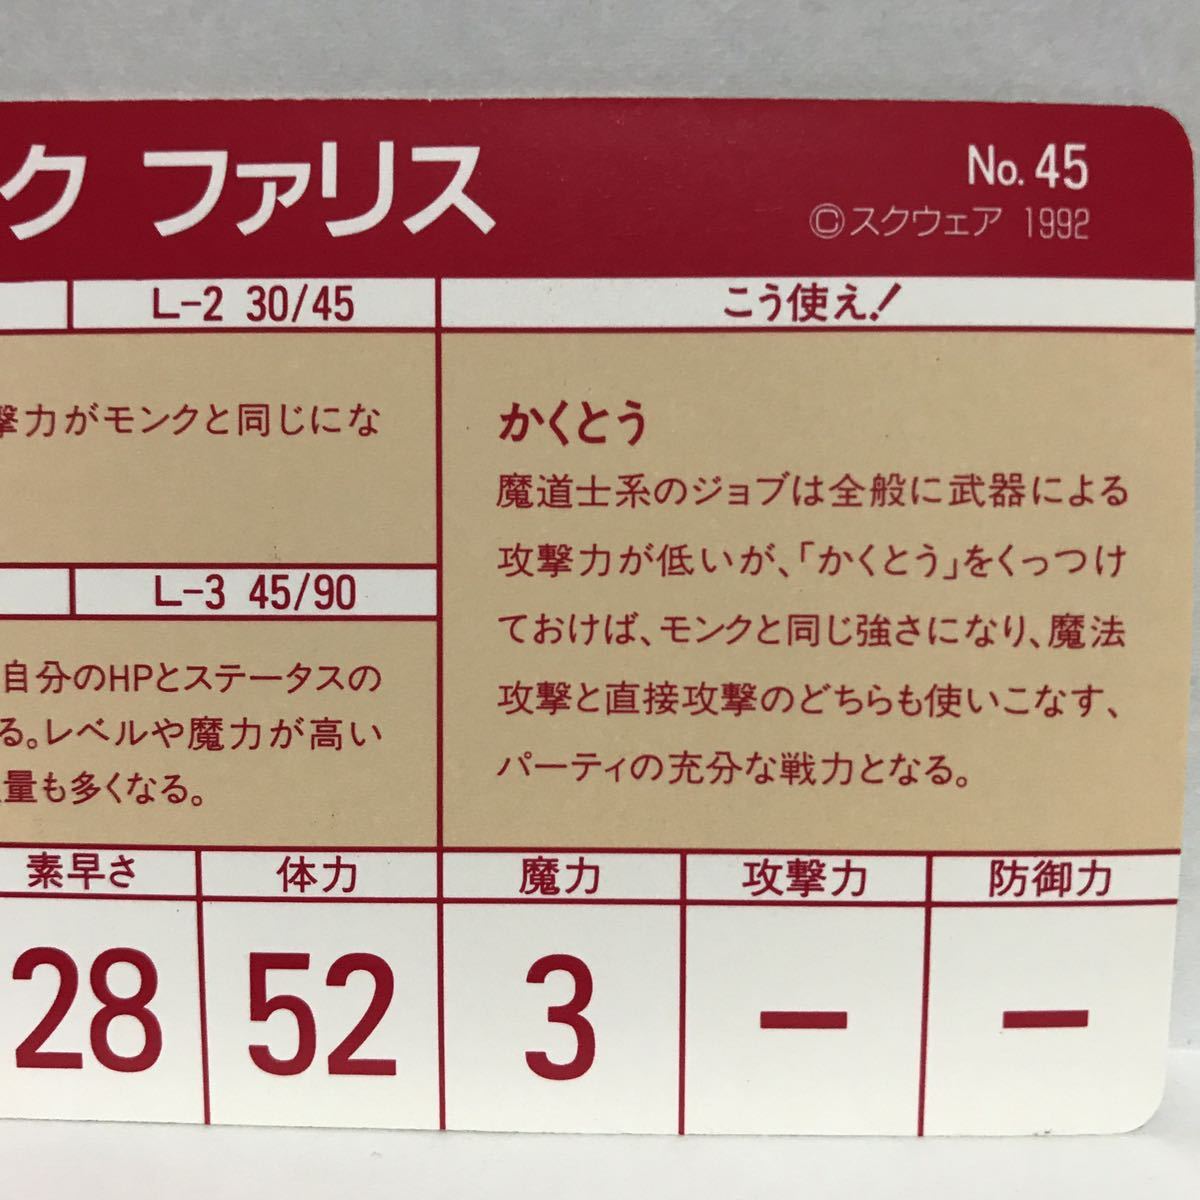 ク ファリス
No. 45
©スクウェア 1992
L-2 30/45
こう使え!
撃力がモンクと同じにな
L-3 45/90
自分のHPとステータスの
る。レベルや魔力が高い
量も多くなる。
かくとう
魔道士系のジョブは全般に武器による
攻撃力が低いが、「かくとう」をくっつけ
ておけば、モンクと同じ強さになり、魔法
攻撃と直接攻撃のどちらも使いこなす、
パーティの充分な戦力となる。
素早さ 体力 魔力 攻撃力 防御力
28 52 3 ー ー